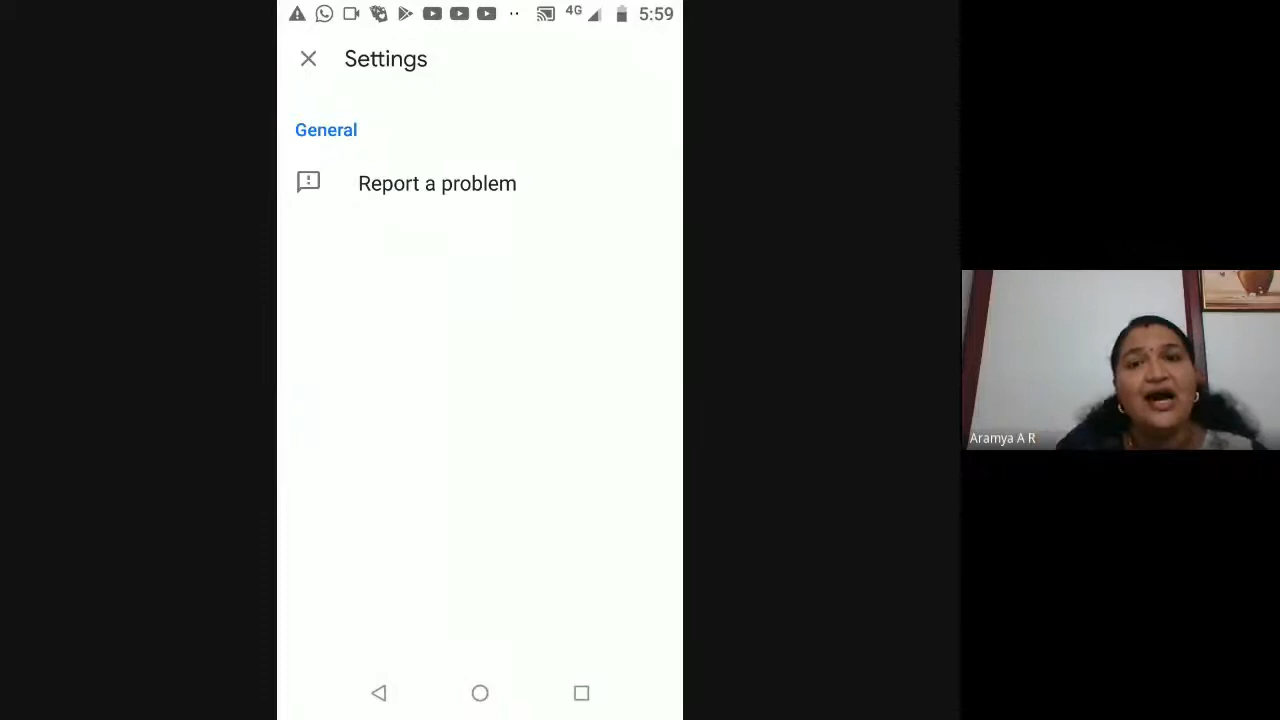 4G 5:59
Settings
General
Report a problem
Aramya A R